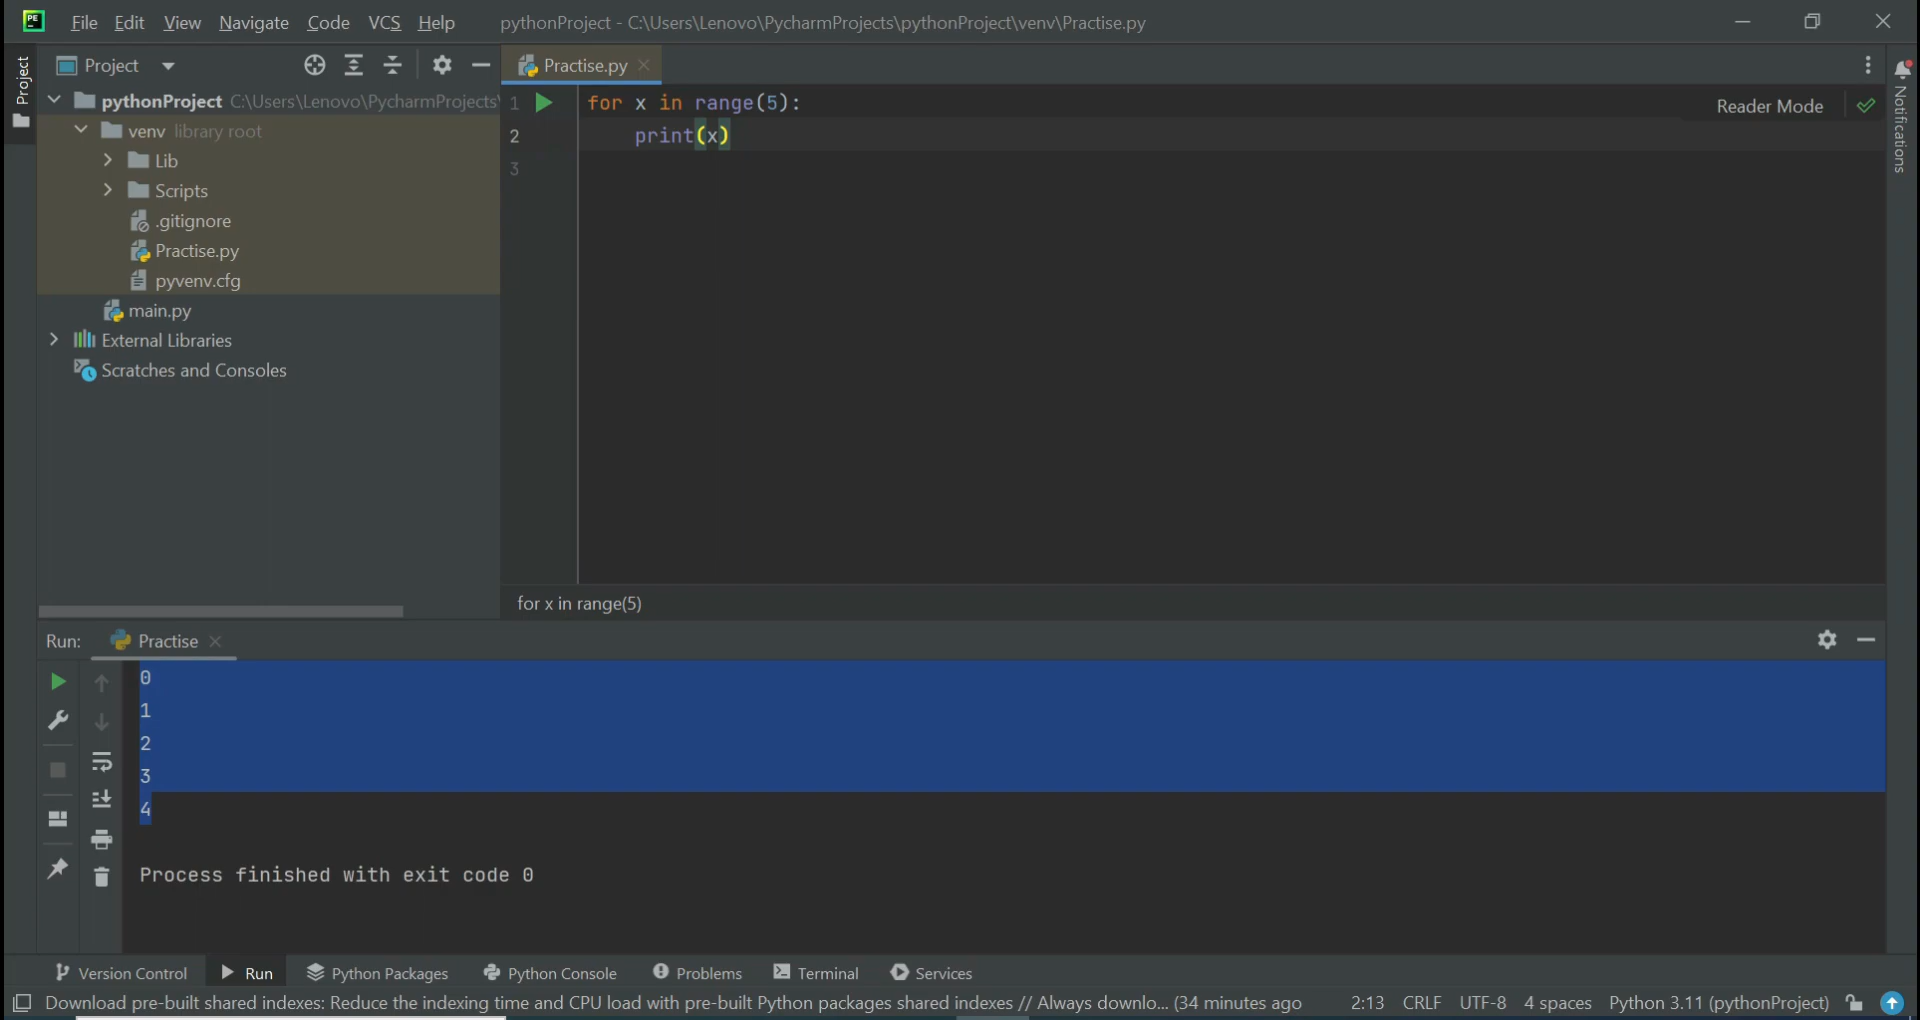 PE File Edit View Navigate Code VCS Help pythonProject - C:\Users\Lenovo\PycharmProjects\pythonProject\venv\Practise.py
Project
Project
Practise.py
pythonProject C:\Users\Lenovo\PycharmProjects\
venv library root
Lib
Scripts
.gitignore
Practise.py
pyvenv.cfg
main.py
External Libraries
Scratches and Consoles
1 for x in range(5):
2 print(x)
3
Reader Mode
Notifications
for x in range(5)
Run: Practise
0
1
2
3
4
Process finished with exit code 0
Version Control Run Python Packages Python Console Problems Terminal Services
Download pre-built shared indexes: Reduce the indexing time and CPU load with pre-built Python packages shared indexes // Always downlo... (34 minutes ago 2:13 CRLF UTF-8 4 spaces Python 3.11 (pythonProject)